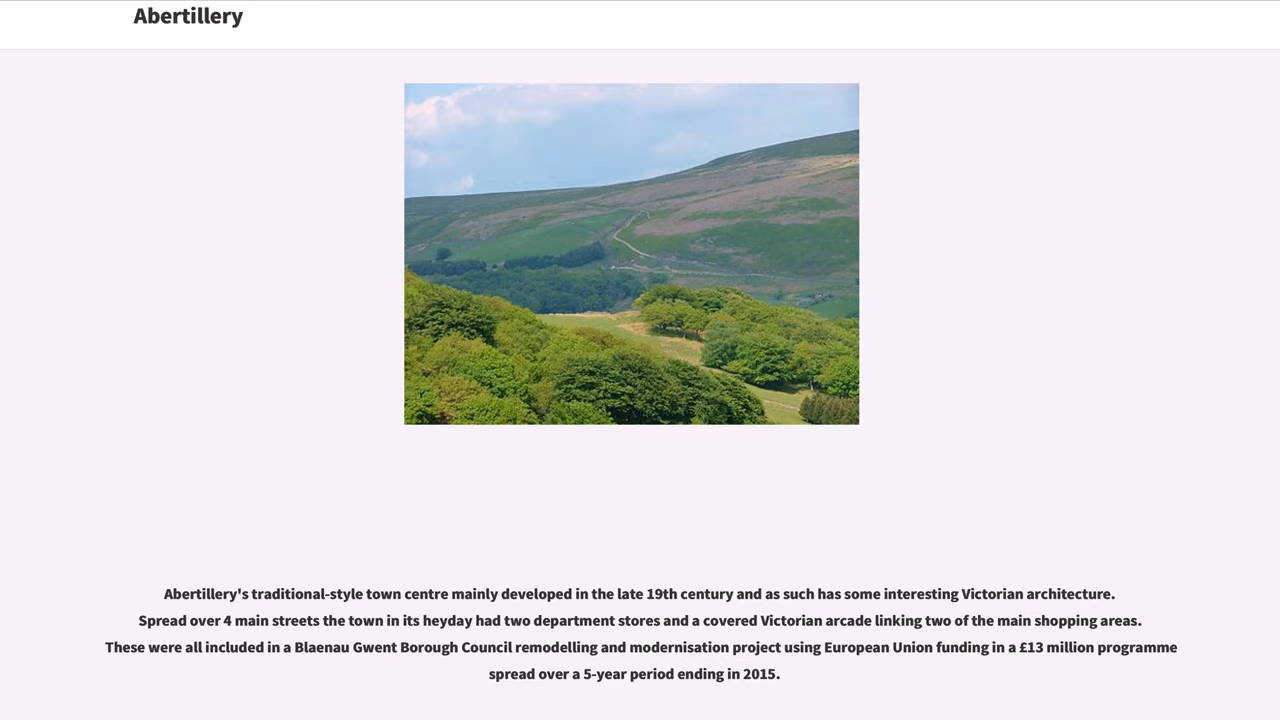 Abertillery
Abertillery's traditional-style town centre mainly developed in the late 19th century and as such has some interesting Victorian architecture.
Spread over 4 main streets the town in its heyday had two department stores and a covered Victorian arcade linking two of the main shopping areas.
These were all included in a Blaenau Gwent Borough Council remodelling and modernisation project using European Union funding in a £13 million programme
spread over a 5-year period ending in 2015.